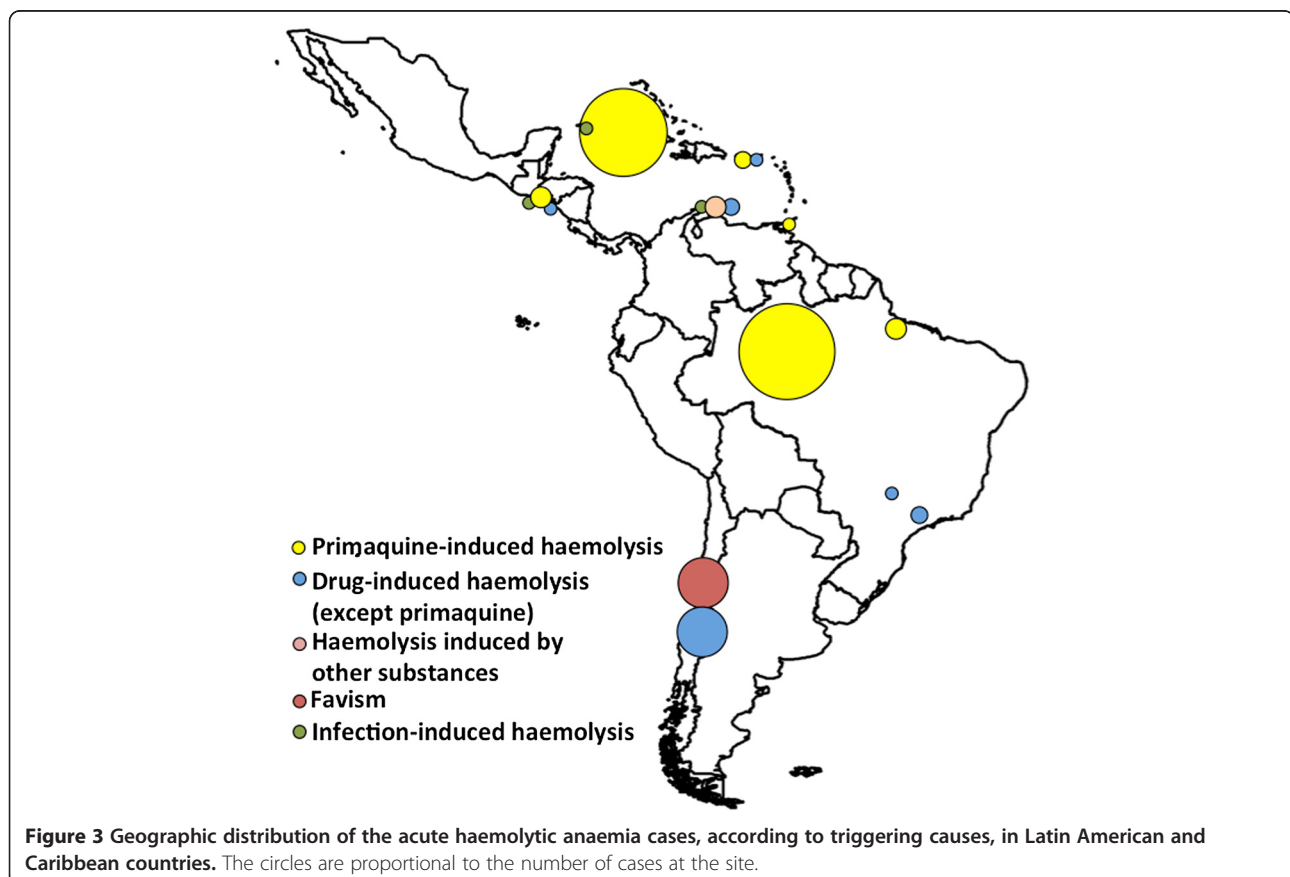 Primaquine-induced haemolysis
Drug-induced haemolysis
(except primaquine)
Haemolysis induced by
other substances
Favism
Infection-induced haemolysis
Figure 3 Geographic distribution of the acute haemolytic anaemia cases, according to triggering causes, in Latin American and
Caribbean countries. The circles are proportional to the number of cases at the site.